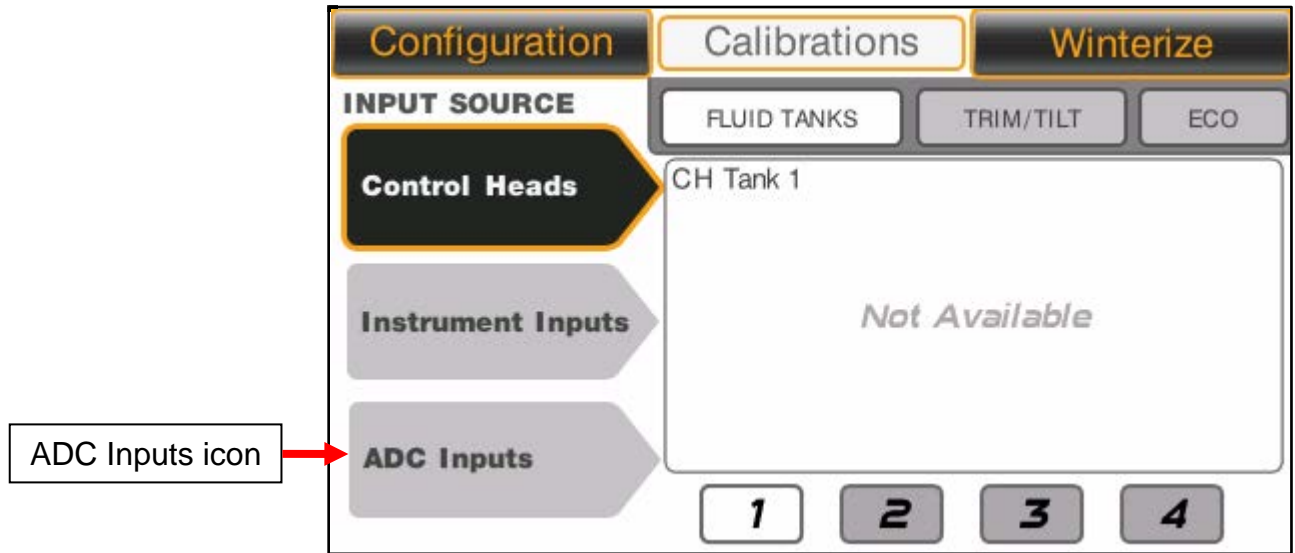 Configuration
Calibrations
Winterize
INPUT SOURCE
FLUID TANKS
TRIM/TILT
ECO
Control Heads
CH Tank 1
Instrument Inputs
Not Available
ADC Inputs icon
ADC Inputs
1
2
3
4